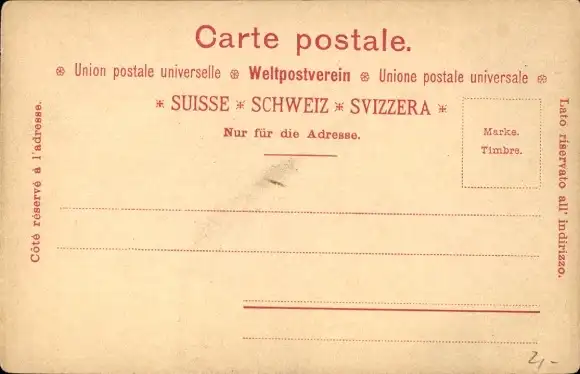 Carte postale.
Union postale universelle ❊ Weltpostverein ❊ Unione postale universale
* SUISSE * SCHWEIZ * SVIZZERA *
Nur für die Adresse.
Marke.
Timbre.
Côté réservé à l'adresse.
Lato riservato all' indirizzo.